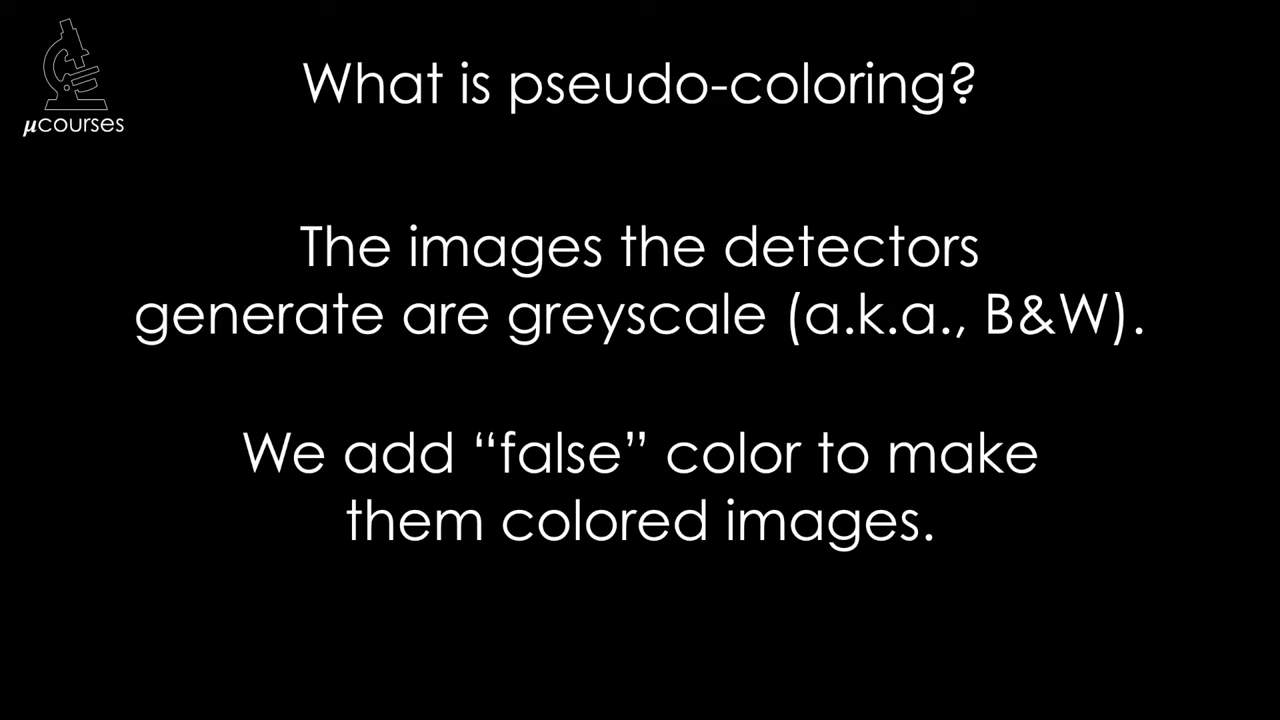 µcourses
What is pseudo-coloring?
The images the detectors
generate are greyscale (a.k.a., B&W).
We add “false” color to make
them colored images.